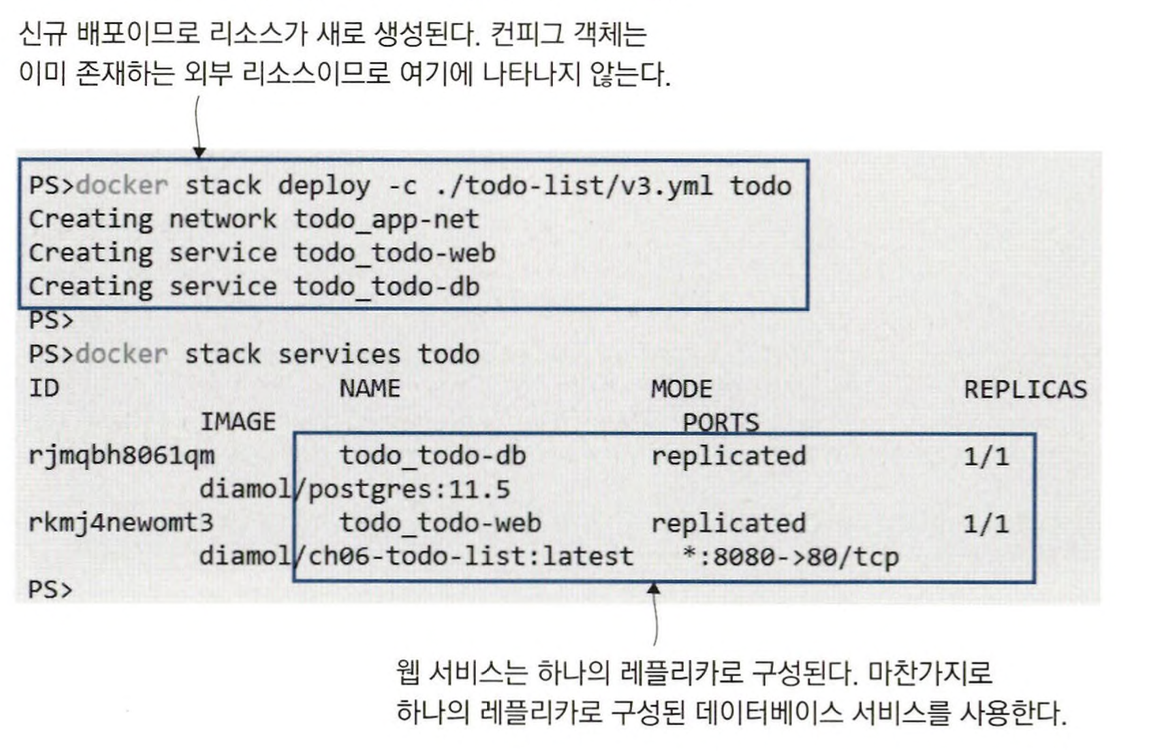 신규 배포이므로 리소스가 새로 생성된다. 컨피그 객체는
이미 존재하는 외부 리소스이므로 여기에 나타나지 않는다.
PS>docker stack deploy -c ./todo-list/v3.yml todo
Creating network todo_app-net
Creating service todo_todo-web
Creating service todo_todo-db
PS>
PS>docker stack services todo
ID NAME MODE REPLICAS
IMAGE PORTS
rjmqbh8061qm todo_todo-db replicated 1/1
diamol/postgres:11.5
rkmj4newomt3 todo_todo-web replicated 1/1
diamol/ch06-todo-list:latest *:8080->80/tcp
PS>
웹 서비스는 하나의 레플리카로 구성된다. 마찬가지로
하나의 레플리카로 구성된 데이터베이스 서비스를 사용한다.